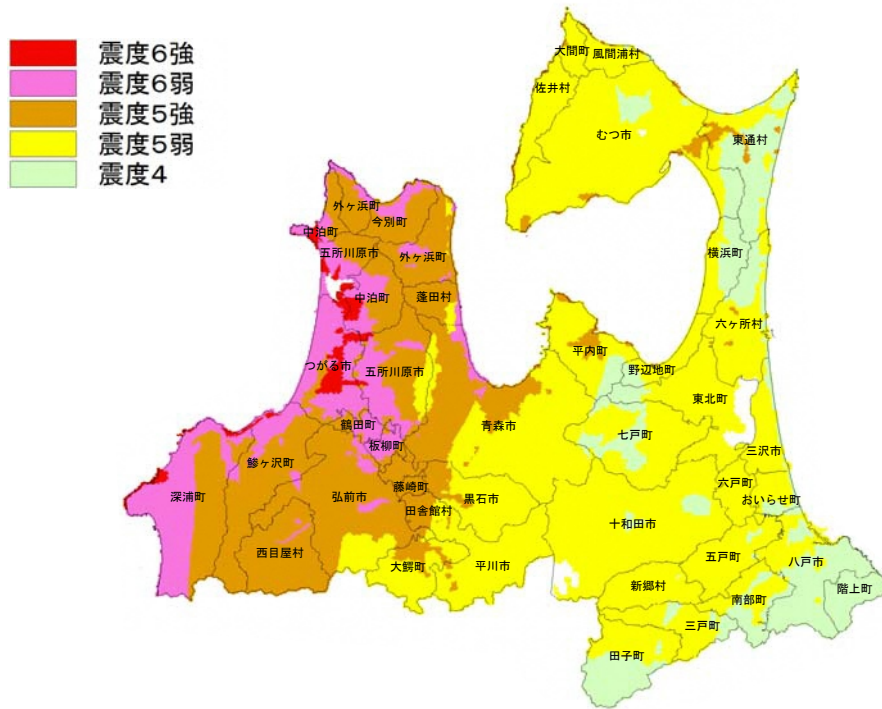 震度6強
震度6弱
震度5強
震度5弱
震度4
大間町
風間浦村
佐井村
むつ市
東通村
外ヶ浜町
今別町
中泊町
五所川原市
外ヶ浜町
横浜町
中泊町
蓬田村
六ヶ所村
つがる市
五所川原市
平内町
野辺地町
東北町
鶴田町
青森市
七戸町
板柳町
三沢市
鰺ヶ沢町
藤崎町
六戸町
深浦町
弘前市
黒石市
おいらせ町
田舎館村
十和田市
西目屋村
五戸町
八戸市
大鰐町
平川市
新郷村
階上町
南部町
三戸町
田子町